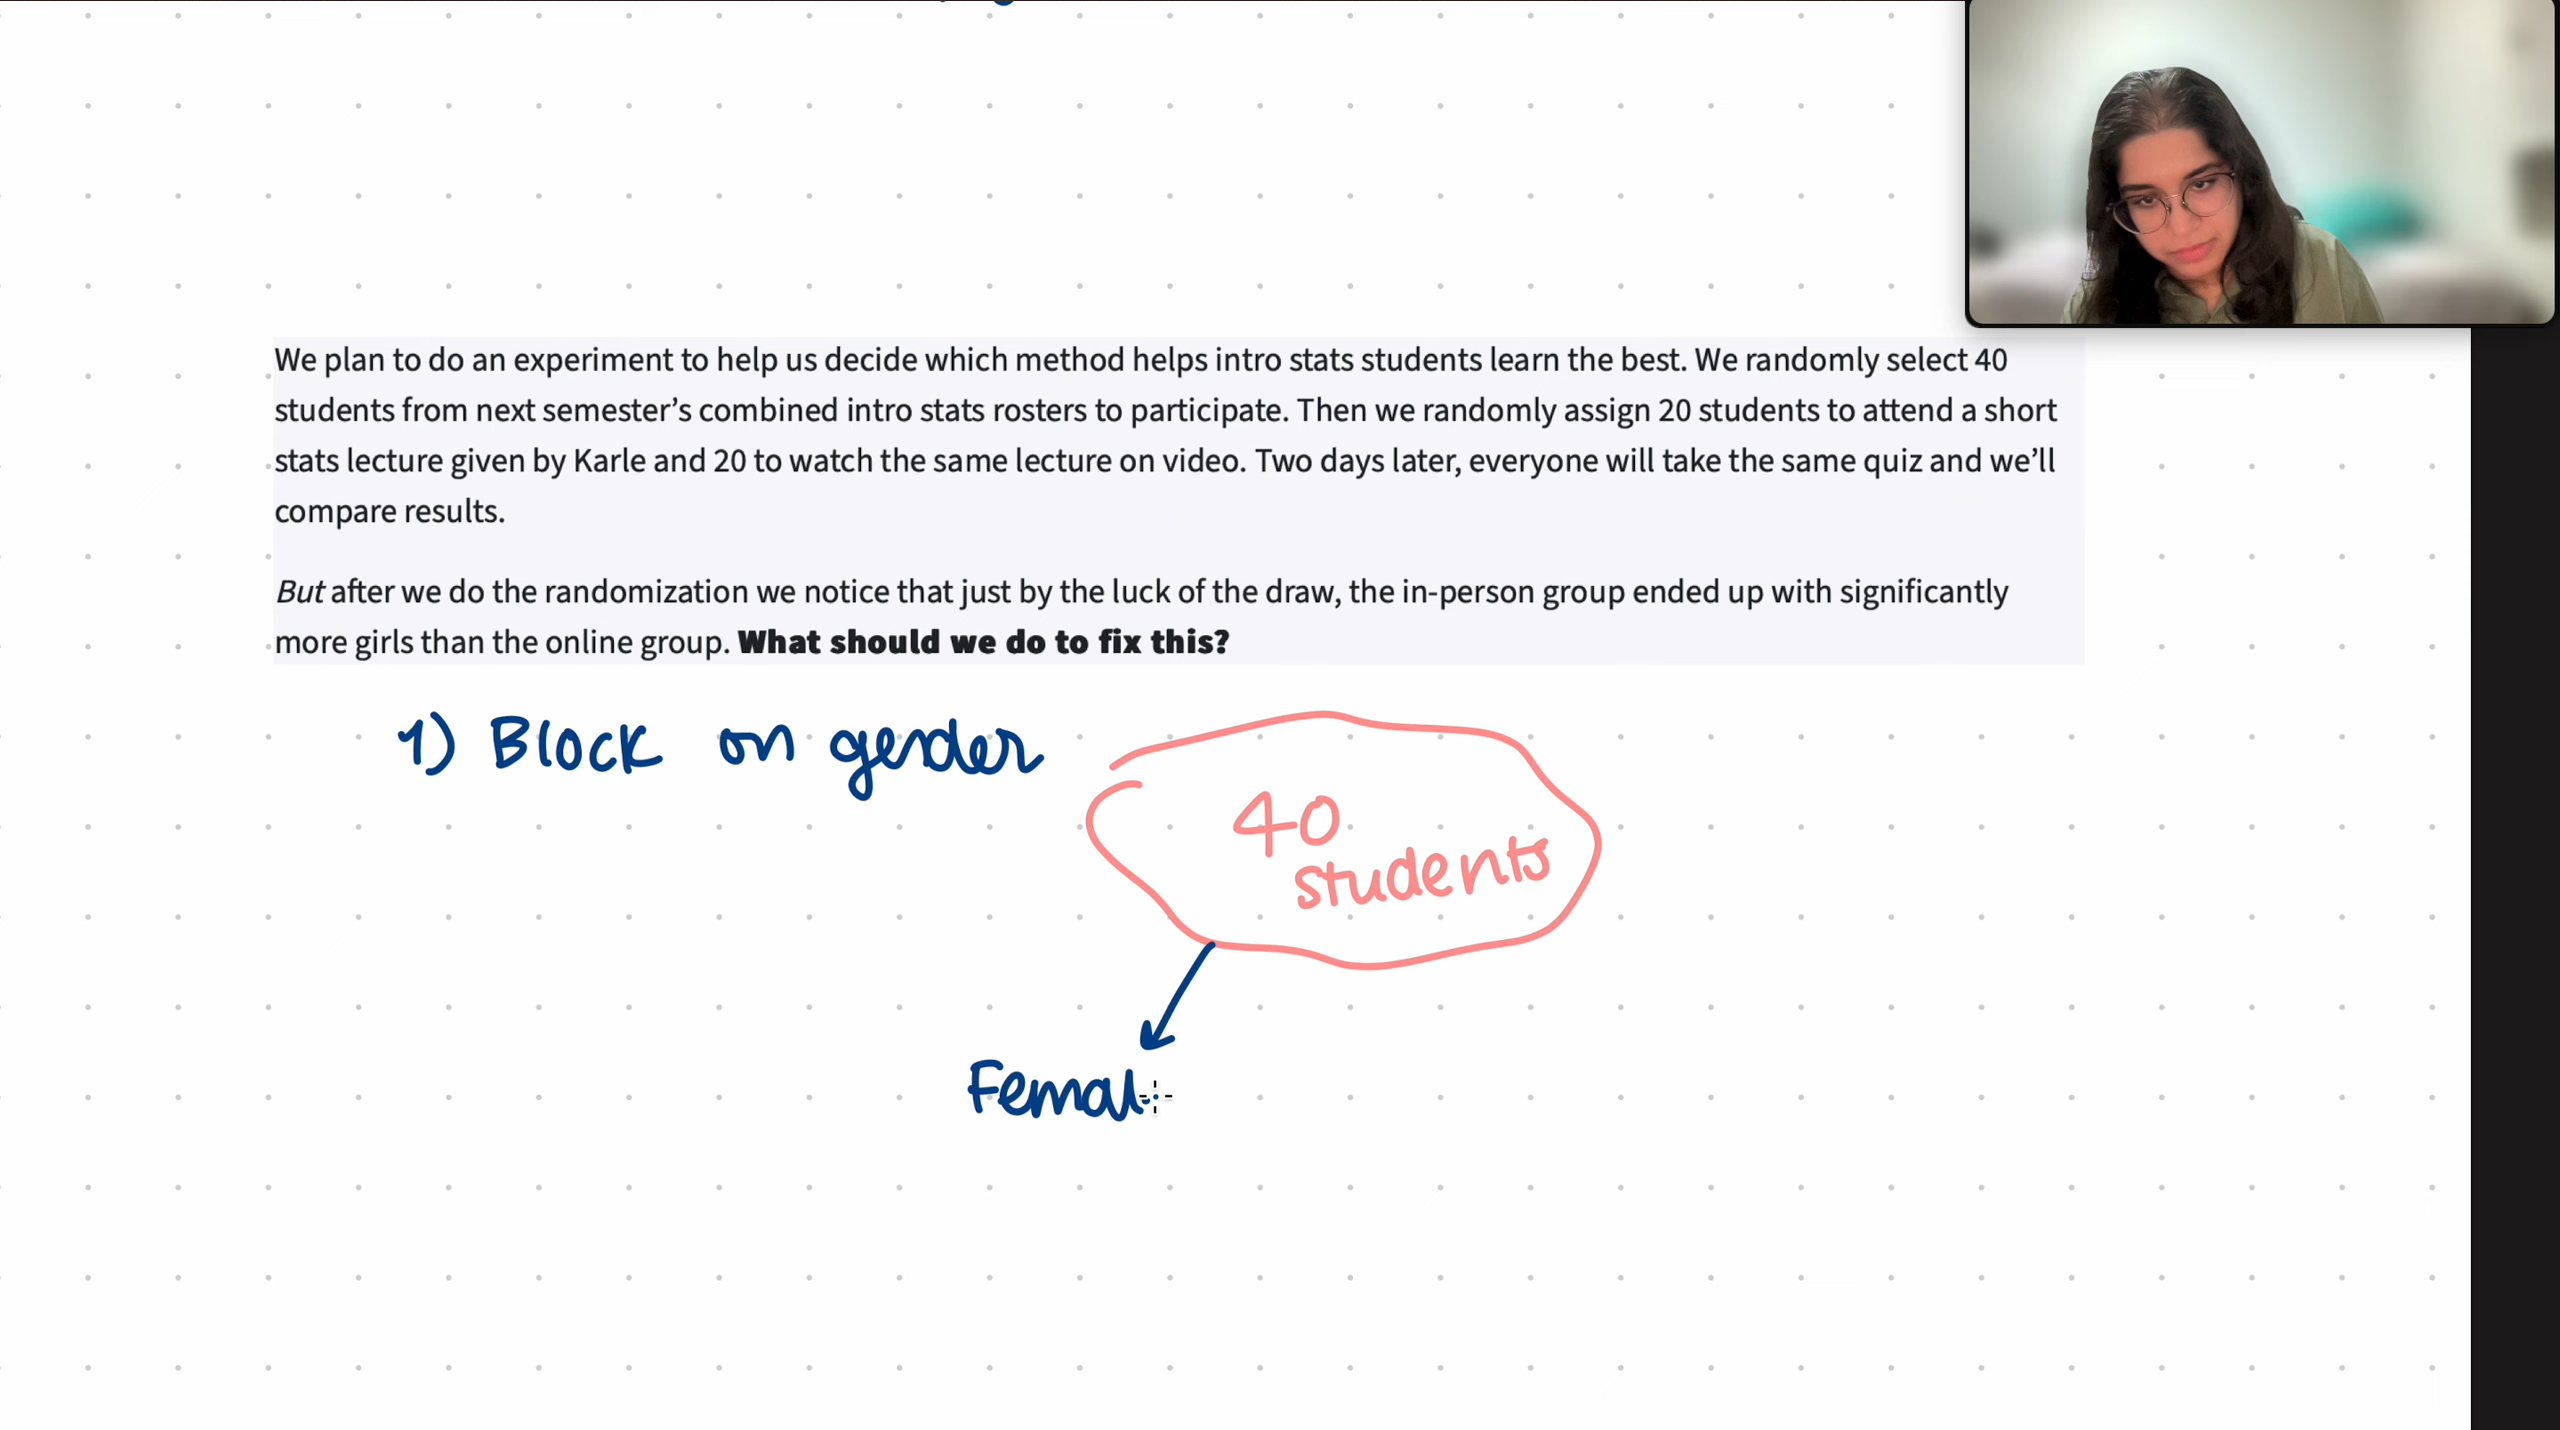 We plan to do an experiment to help us decide which method helps intro stats students learn the best. We randomly select 40
students from next semester’s combined intro stats rosters to participate. Then we randomly assign 20 students to attend a short
stats lecture given by Karle and 20 to watch the same lecture on video. Two days later, everyone will take the same quiz and we’ll
compare results.
But after we do the randomization we notice that just by the luck of the draw, the in-person group ended up with significantly
more girls than the online group. What should we do to fix this?
1) Block on gender
40
students
Femal